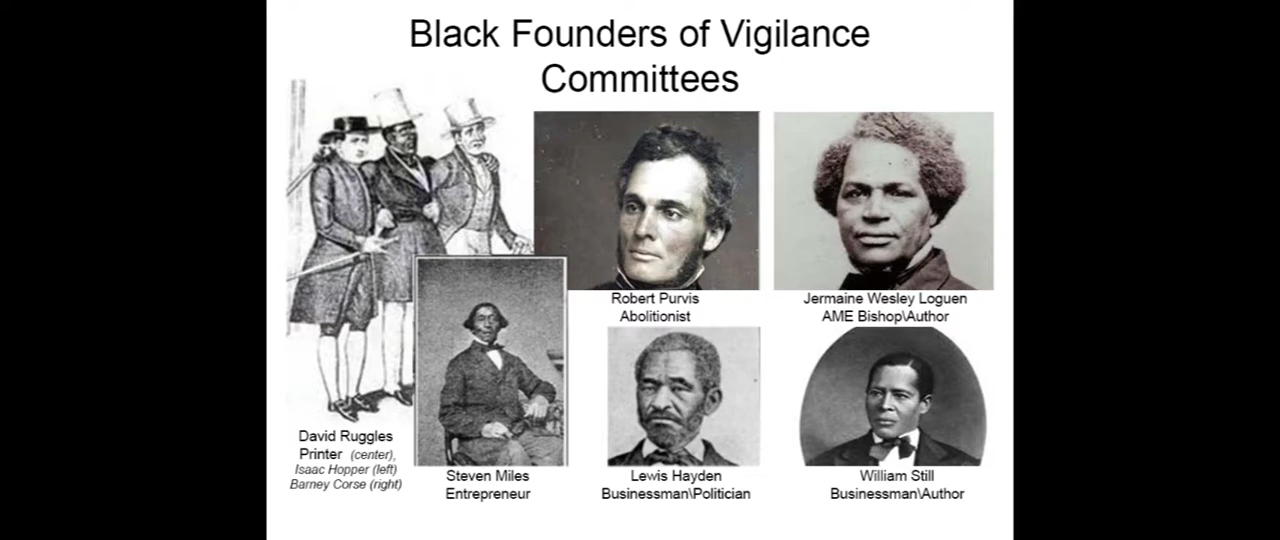 Black Founders of Vigilance
Committees
Robert Purvis
Abolitionist
Jermaine Wesley Loguen
AME Bishop\Author
David Ruggles
Printer (center),
Isaac Hopper (left)
Barney Corse (right)
Steven Miles
Entrepreneur
Lewis Hayden
Businessman\Politician
William Still
Businessman\Author